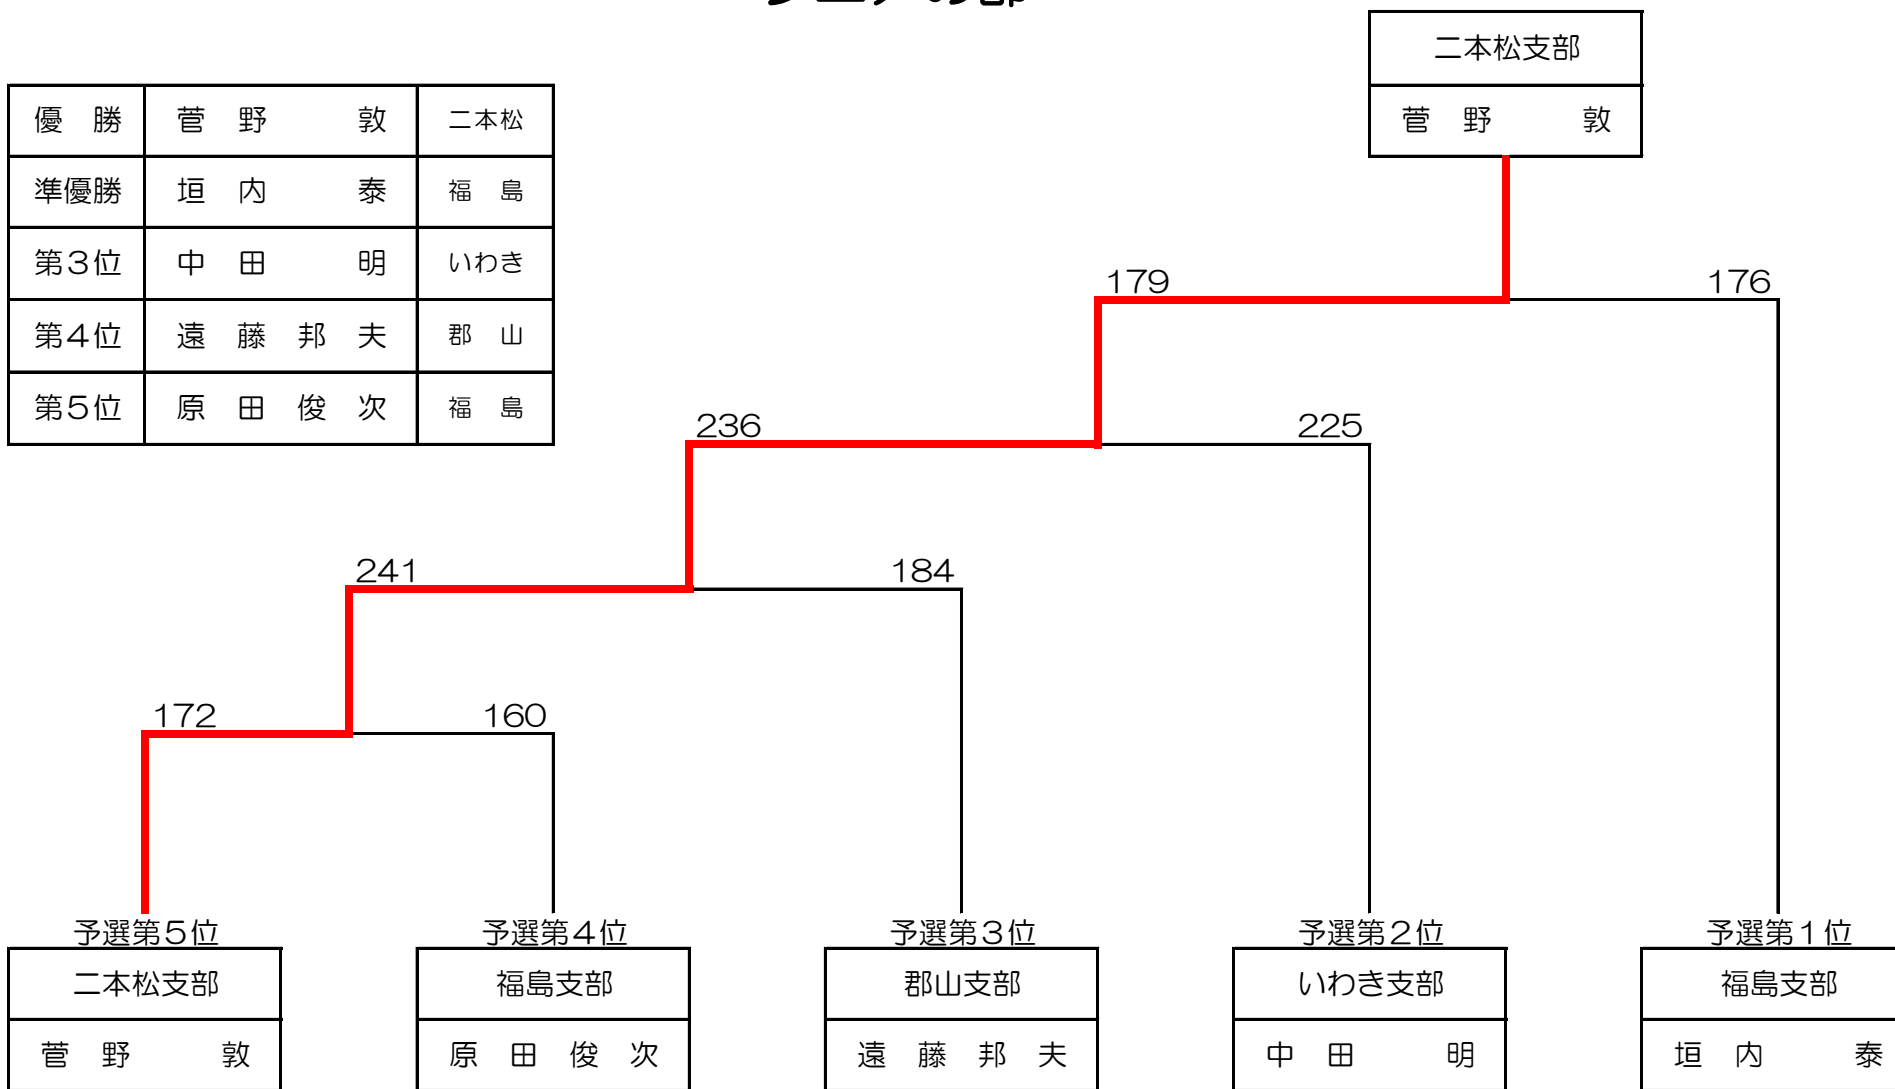 の部
二本松支部
菅 野 敦
優 勝 菅 野 敦 二本松
準優勝 垣 内 泰 福 島
第3位 中 田 明 いわき
第4位 遠 藤 邦 夫 郡 山
第5位 原 田 俊 次 福 島
179 176
236 225
241 184
172 160
予選第5位 予選第4位 予選第3位 予選第2位 予選第1位
二本松支部 福島支部 郡山支部 いわき支部 福島支部
菅 野 敦 原 田 俊 次 遠 藤 邦 夫 中 田 明 垣 内 泰